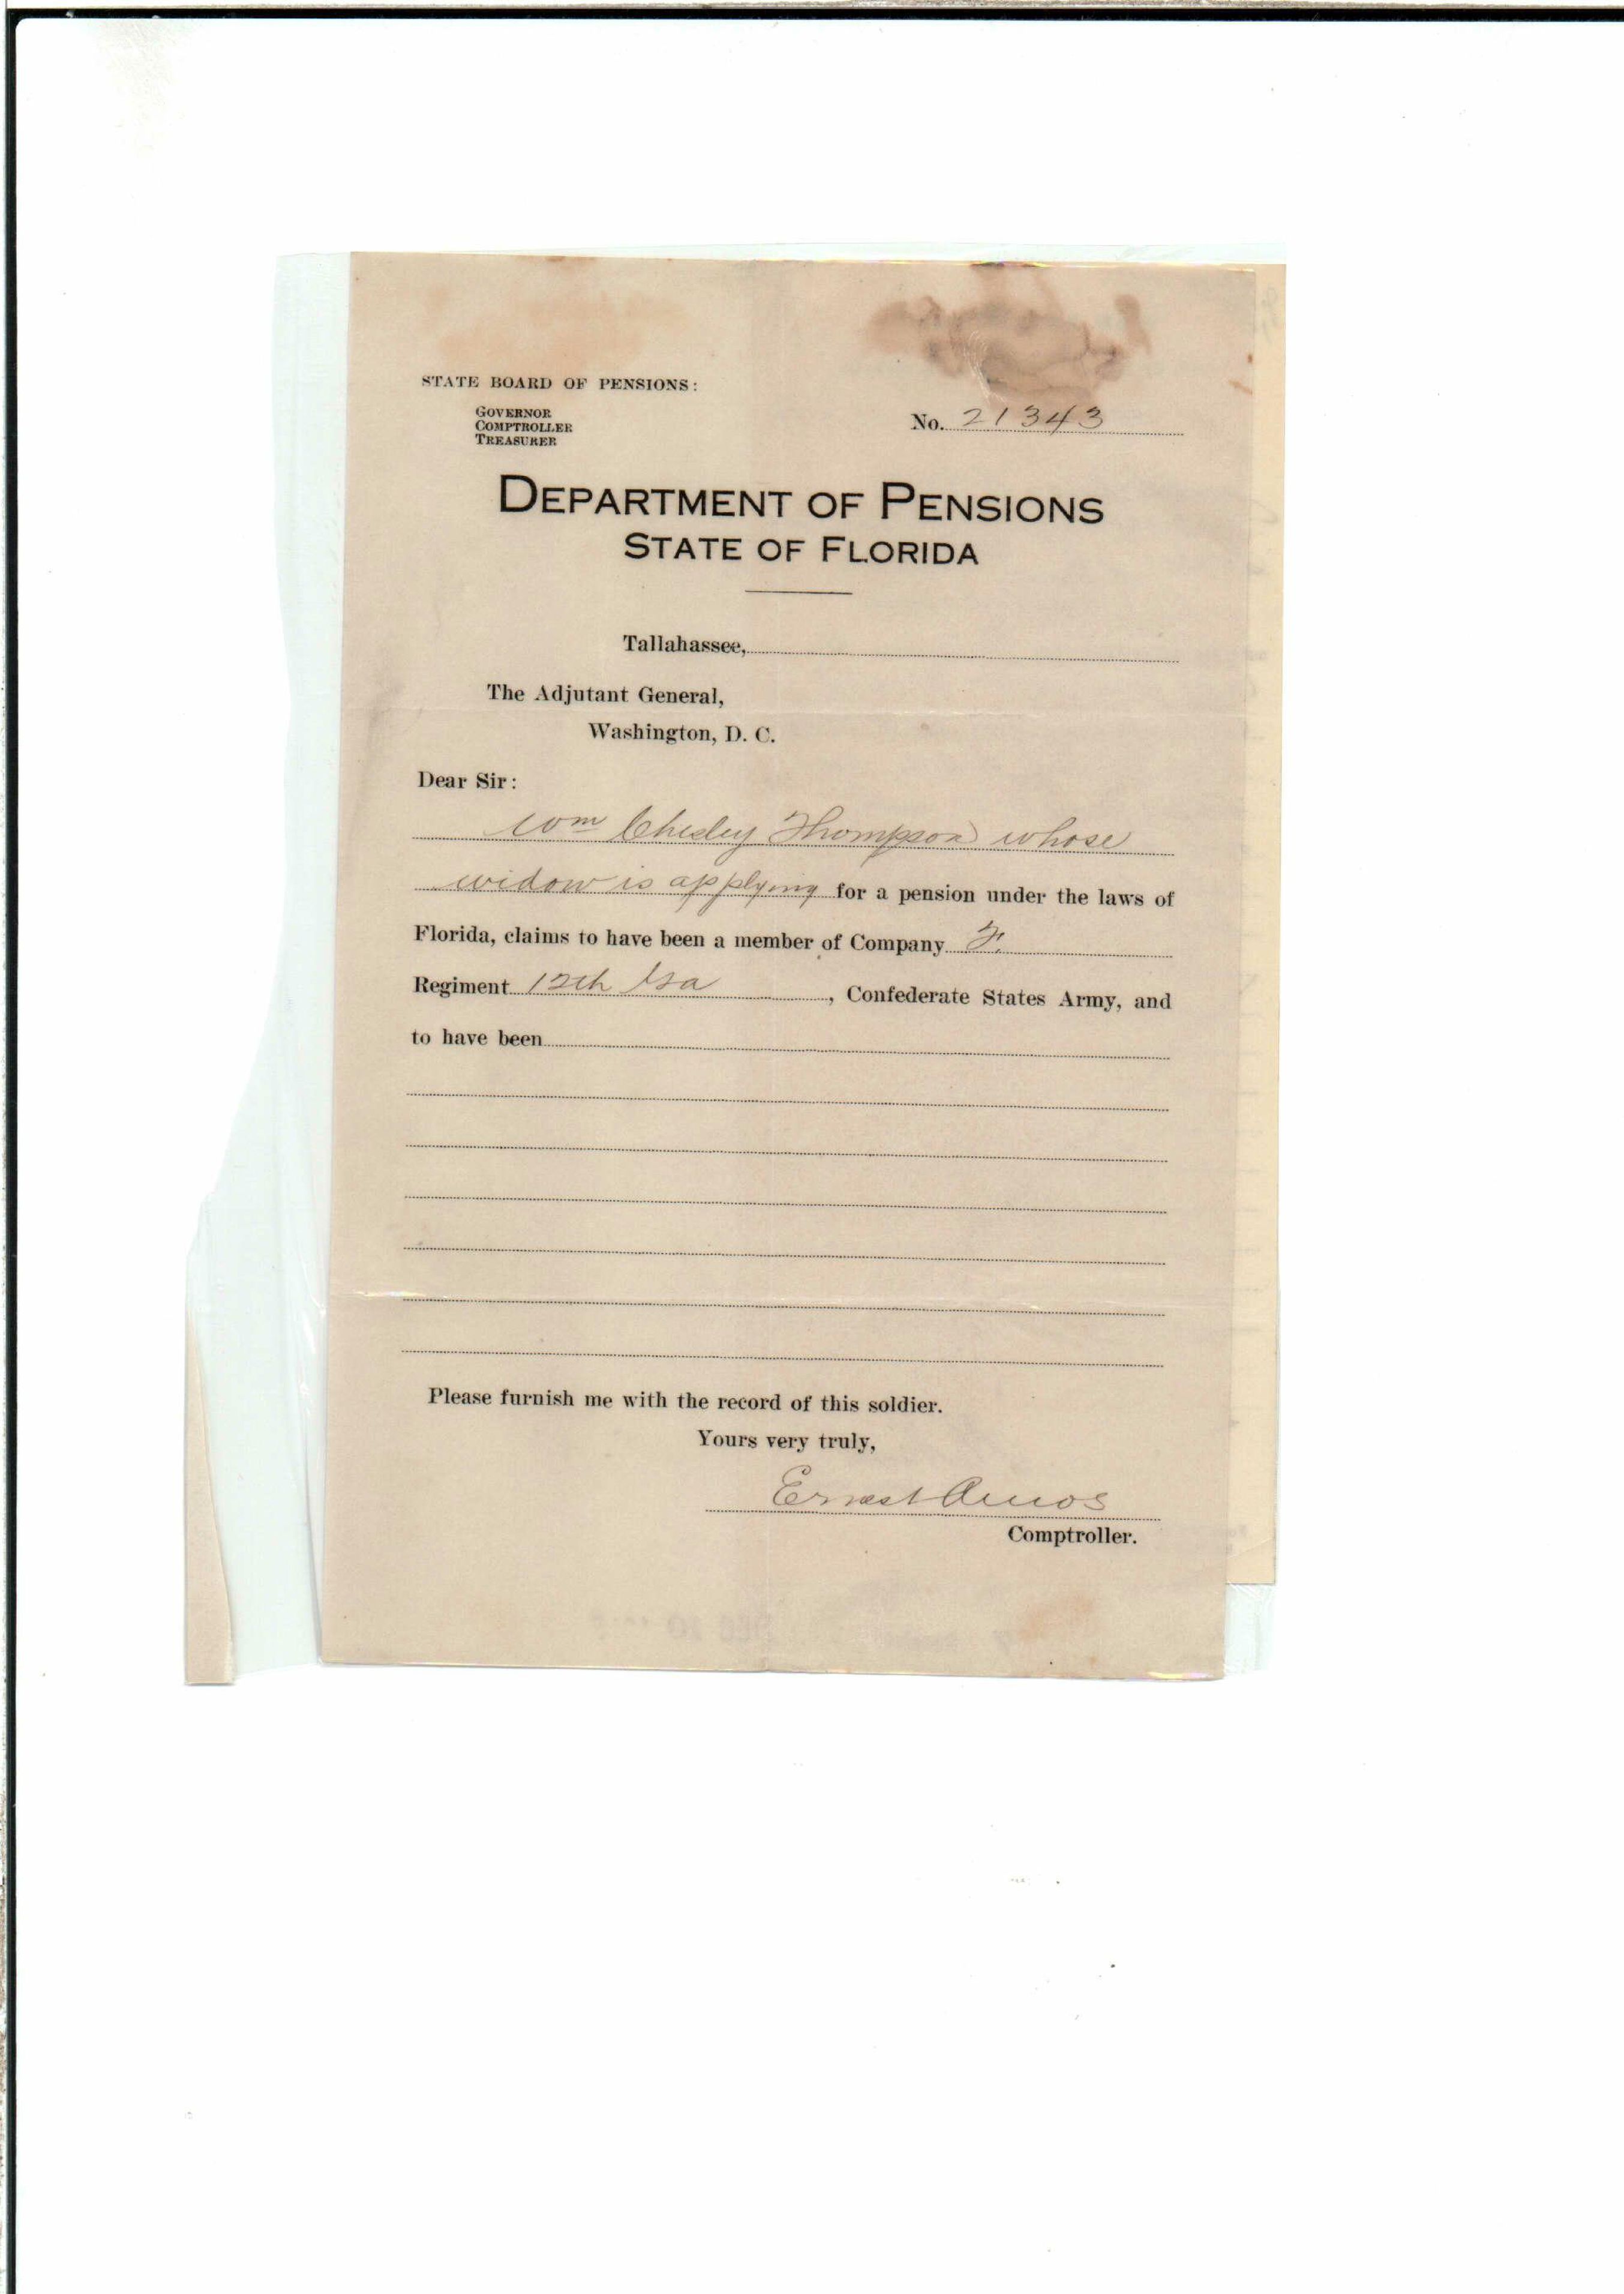 STATE BOARD OF PENSIONS:
GOVERNOR
COMPTROLLER
TREASURER
No. 21343
DEPARTMENT OF PENSIONS
STATE OF FLORIDA
Tallahassee,
The Adjutant General,
Washington, D. C.
Dear Sir:
Wm Chesley Thompson whose
widow is applying for a pension under the laws of
Florida, claims to have been a member of Company F.
Regiment 12th Ga, Confederate States Army, and
to have been
Please furnish me with the record of this soldier.
Yours very truly,
Ernest Amos
Comptroller.